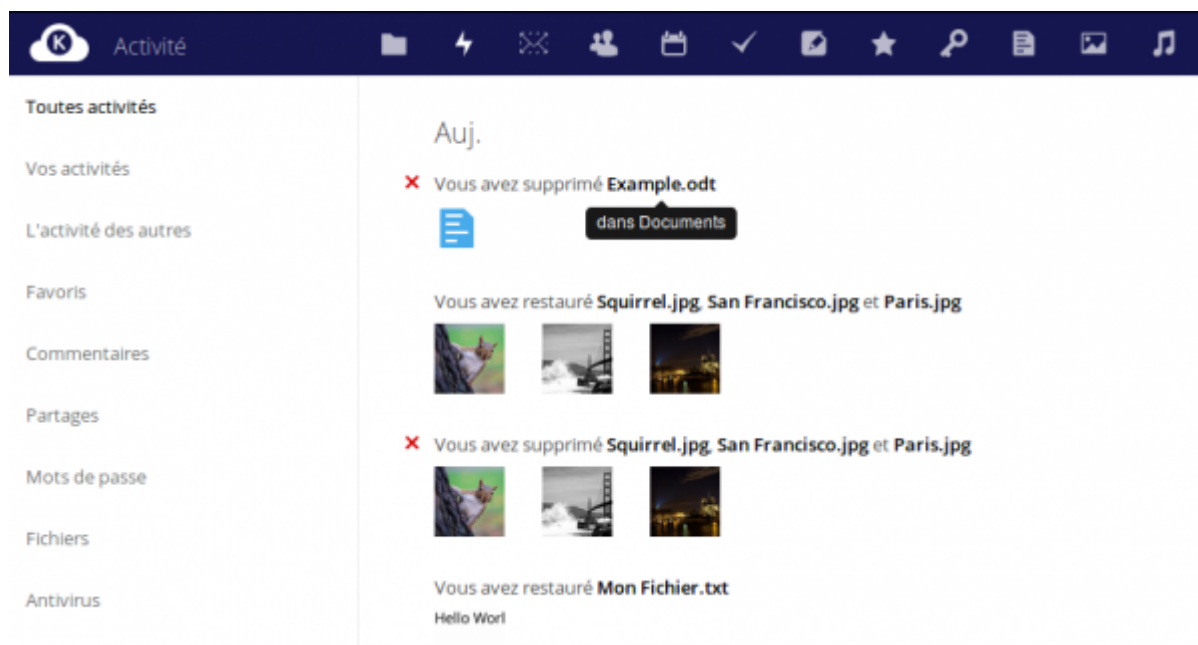 K
Activité
Toutes activités
Vos activités
L'activité des autres
Favoris
Commentaires
Partages
Mots de passe
Fichiers
Antivirus
Auj.
Vous avez supprimé Example.odt
dans Documents
Vous avez restauré Squirrel.jpg, San Francisco.jpg et Paris.jpg
Vous avez supprimé Squirrel.jpg, San Francisco.jpg et Paris.jpg
Vous avez restauré Mon Fichier.txt
Hello Worl